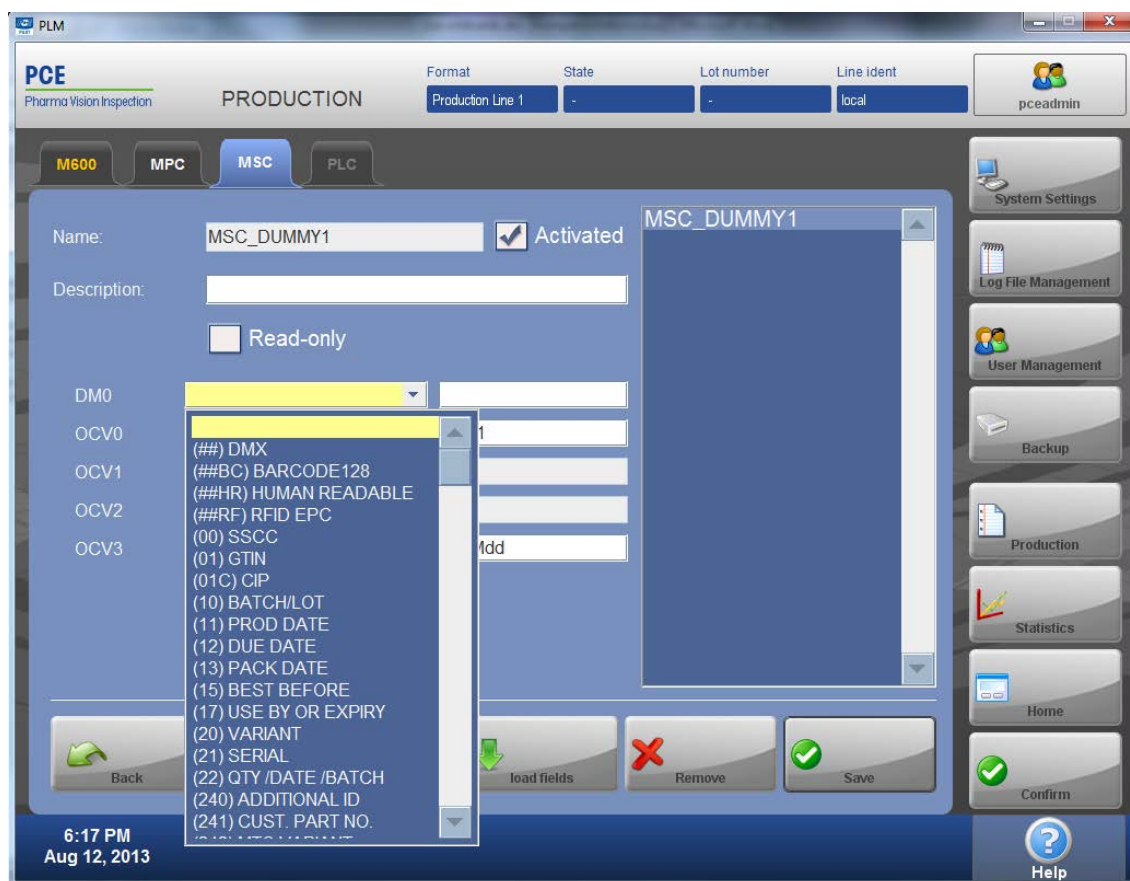 PLM
PCE
Pharma Vision Inspection
PRODUCTION
Format
State
Lot number
Line ident
Production Line 1
-
-
local
pceadmin
M600
MPC
MSC
PLC
Name:
MSC_DUMMY1
Activated
MSC_DUMMY1
Description:
Read-only
DM0
OCV0
1
OCV1
OCV2
OCV3
Mdd
(##) DMX
(##BC) BARCODE128
(##HR) HUMAN READABLE
(##RF) RFID EPC
(00) SSCC
(01) GTIN
(01C) CIP
(10) BATCH/LOT
(11) PROD DATE
(12) DUE DATE
(13) PACK DATE
(15) BEST BEFORE
(17) USE BY OR EXPIRY
(20) VARIANT
(21) SERIAL
(22) QTY /DATE /BATCH
(240) ADDITIONAL ID
(241) CUST. PART NO.
Back
load fields
Remove
Save
System Settings
Log File Management
User Management
Backup
Production
Statistics
Home
Confirm
6:17 PM
Aug 12, 2013
Help